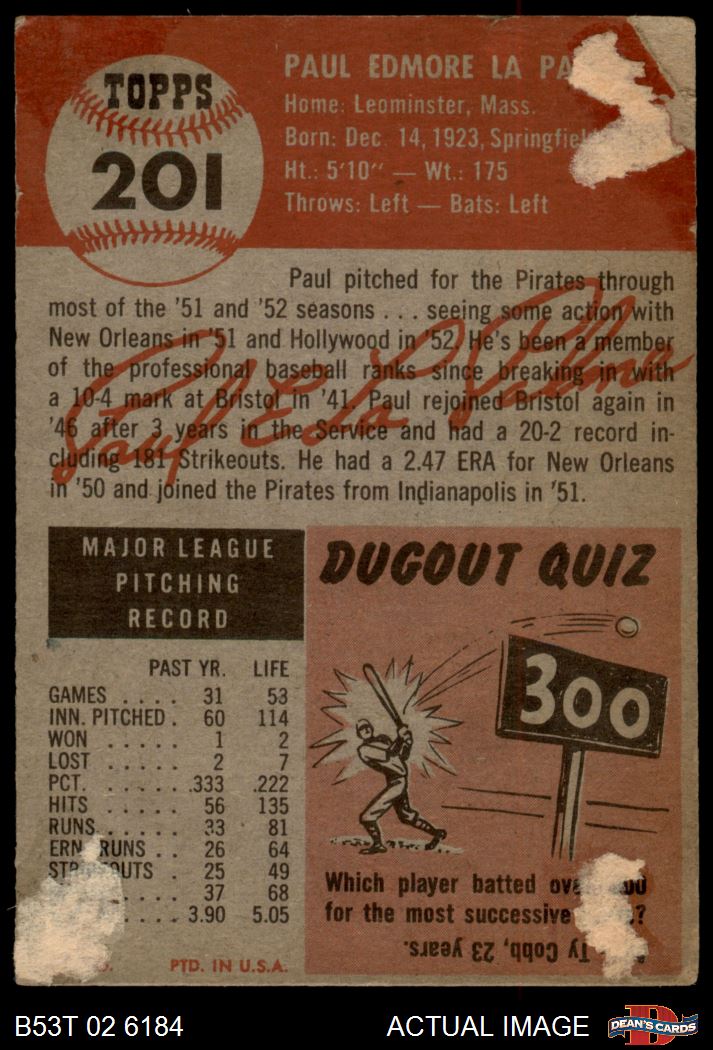 TOPPS
201
PAUL EDMORE LA
Home: Leominster, Mass.
Born: Dec. 14, 1923,
Ht.: 5'10" — Wt.: 175
Throws: Left — Bats: Left
Paul pitched for the Pirates through
most of the '51 and '52 seasons . . . seeing some action with
New Orleans in '51 and Hollywood in '52. He's been a member
of the professional baseball ranks since breaking in with
a 10-4 mark at Bristol in '41. Paul rejoined Bristol again in
'46 after 3 years in the Service and had a 20-2 record in-
cluding 181 Strikeouts. He had a 2.47 ERA for New Orleans
in '50 and joined the Pirates from Indianapolis in '51.
Paul E. La Palme
MAJOR LEAGUE
PITCHING
RECORD
PAST YR. LIFE
GAMES . . . . 31 53
INN. PITCHED . 60 114
WON . . . . . 1 2
LOST . . . . . 2 7
PCT. . . . . . .333 .222
HITS . . . . . 56 135
RUNS . . . . . 33 81
ERN. RUNS . . 26 64
. 25 49
37 68
. . . . 3.90 5.05
PTD. IN U.S.A.
DUGOUT QUIZ
300
Which player batted
for the most successive
Ty Cobb, 23 years.
B53T 02 6184
ACTUAL IMAGE
DEAN'S CARDS